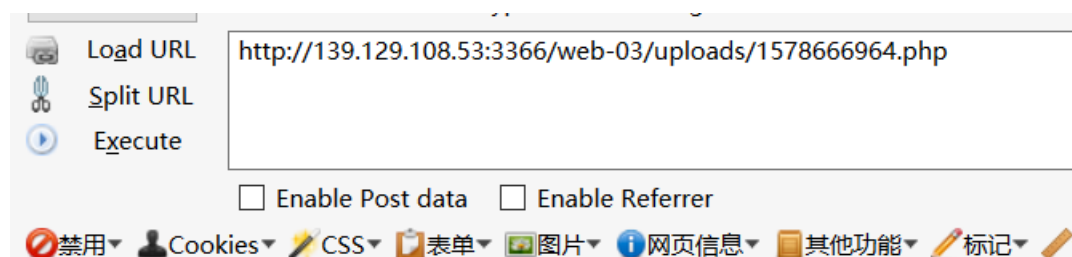 Load URL http://139.129.108.53:3366/web-03/uploads/1578666964.php
Split URL
Execute
Enable Post data Enable Referrer
禁用 Cookies CSS 表单 图片 网页信息 其他功能 标记